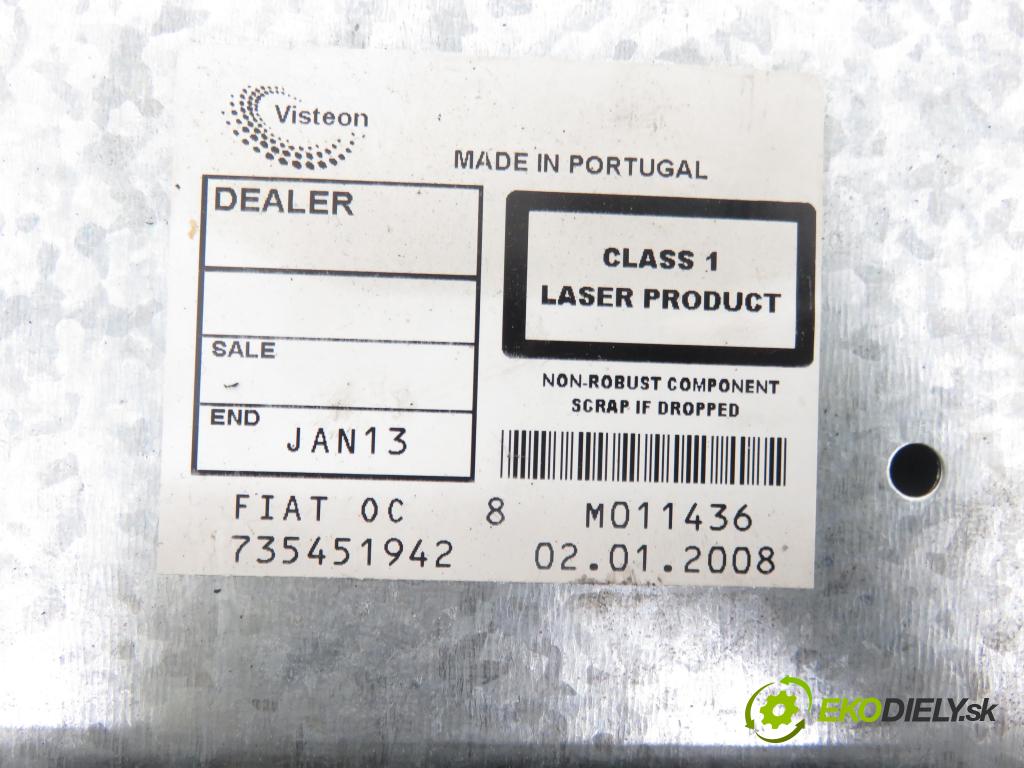 Visteon
MADE IN PORTUGAL
DEALER
CLASS 1
LASER PRODUCT
SALE
-
NON-ROBUST COMPONENT
SCRAP IF DROPPED
END
JAN13
FIAT OC 8 M011436
735451942 02.01.2008
EKODIELY.sk